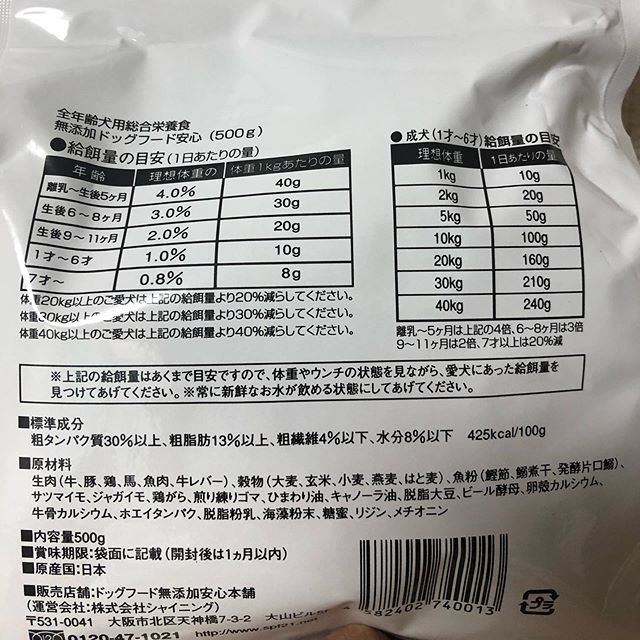 全年齢犬用総合栄養食
無添加ドッグフード安心(500g)
●給餌量の目安(1日あたりの量)
年齢 理想体重の 体重1kgあたりの量
離乳~生後5ヶ月 4.0% 40g
生後6~8ヶ月 3.0% 30g
生後9~11ヶ月 2.0% 20g
1才~6才 1.0% 10g
7才~ 0.8% 8g
体重20kg以上のご愛犬は上記の給餌量より20%減らしてください。
体重30kg以上のご愛犬は上記の給餌量より30%減らしてください。
体重40kg以上のご愛犬は上記の給餌量より40%減らしてください。
●成犬(1才~6才)給餌量の目安
理想体重 1日あたりの量
1kg 10g
2kg 20g
5kg 50g
10kg 100g
20kg 160g
30kg 210g
40kg 240g
離乳~5ヶ月は上記の4倍、6~8ヶ月は3倍
9~11ヶ月は2倍、7才以上は20%減
※上記の給餌量はあくまで目安ですので、体重やウンチの状態を見ながら、愛犬にあった給餌量を
見つけてあげてください。※常に新鮮なお水が飲める状態にしてあげてください。
■標準成分
粗タンパク質30%以上、粗脂肪13%以上、粗繊維4%以下、水分8%以下 425kcal/100g
■原材料
生肉(牛、豚、鶏、馬、魚肉、牛レバー)、穀物(大麦、玄米、小麦、燕麦、はと麦)、魚粉(鰹節、鰯煮干、発酵片口鰯)、
サツマイモ、ジャガイモ、鶏がら、煎り練りゴマ、ひまわり油、キャノーラ油、脱脂大豆、ビール酵母、卵殻カルシウム、
牛骨カルシウム、ホエイタンパク、脱脂粉乳、海藻粉末、糖蜜、リジン、メチオニン
■内容量500g
■賞味期限:袋面に記載(開封後は1ヵ月以内)
■原産国:日本
■販売店舗:ドッグフード無添加安心本舗
(運営会社:株式会社シャイニング)
〒531-0041 大阪市北区天神橋7-3-2 大山ビル
0120-47-1021 http://www.spf21.net
582402 740013
プラ